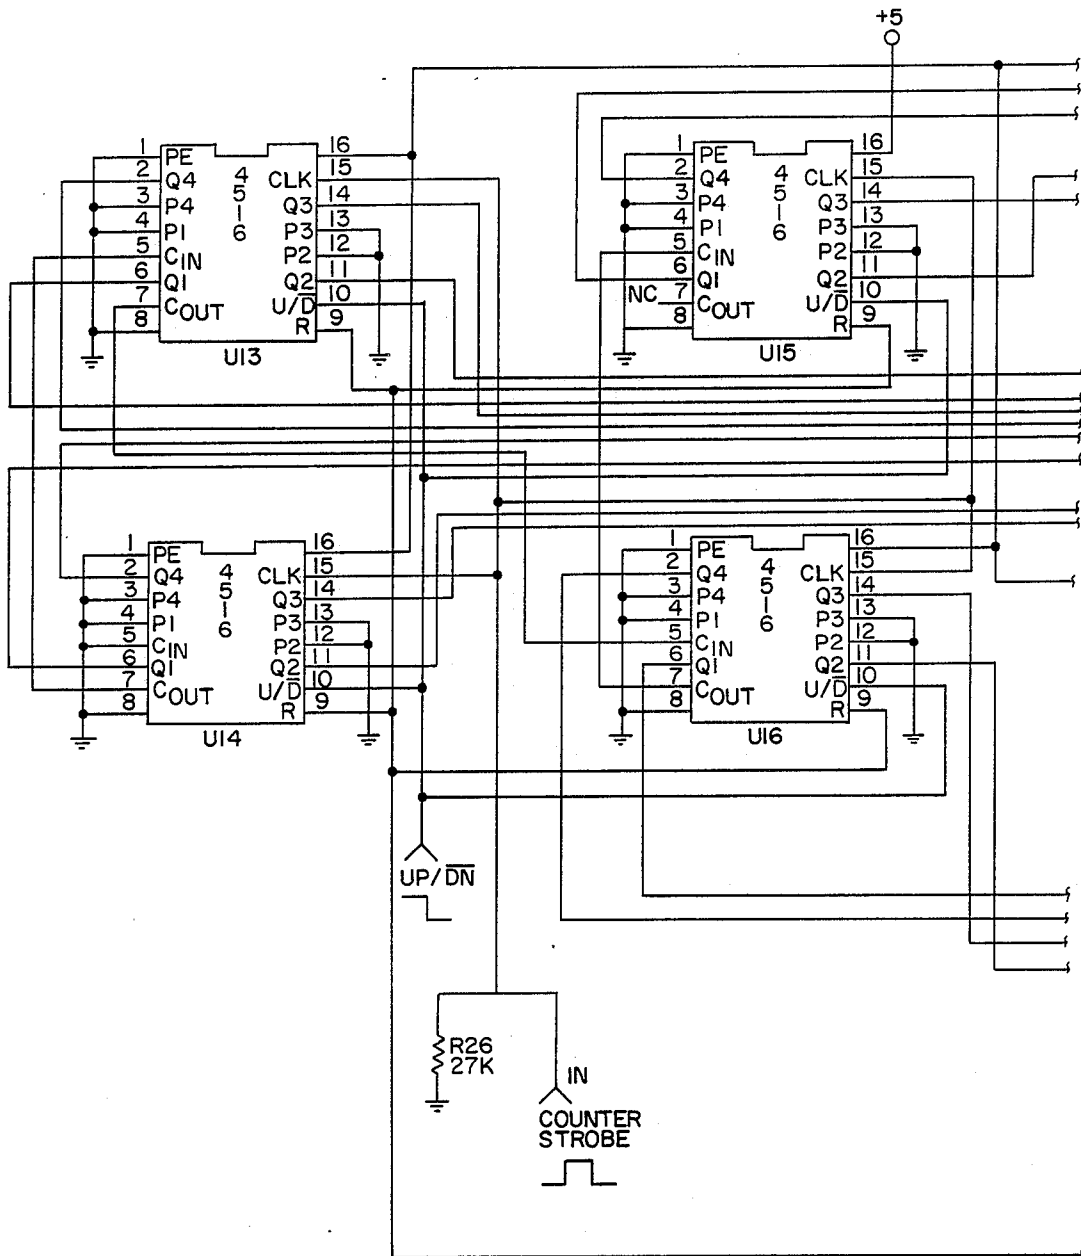 +5
1
2
3
4
5
6
7
8
PE
Q4
P4
P1
CIN
Q1
COUT
4
5
1
6
CLK
Q3
P3
P2
Q2
U/D̅
R
16
15
14
13
12
11
10
9
U13
1
2
3
4
5
6
NC 7
8
PE
Q4
P4
P1
CIN
Q1
COUT
4
5
1
6
CLK
Q3
P3
P2
Q2
U/D̅
R
16
15
14
13
12
11
10
9
U15
1
2
3
4
5
6
7
8
PE
Q4
P4
P1
CIN
Q1
COUT
4
5
1
6
CLK
Q3
P3
P2
Q2
U/D̅
R
16
15
14
13
12
11
10
9
U14
1
2
3
4
5
6
7
8
PE
Q4
P4
P1
CIN
Q1
COUT
4
5
1
6
CLK
Q3
P3
P2
Q2
U/D̅
R
16
15
14
13
12
11
10
9
U16
UP/D̅N̅
R26
27K
IN
COUNTER
STROBE